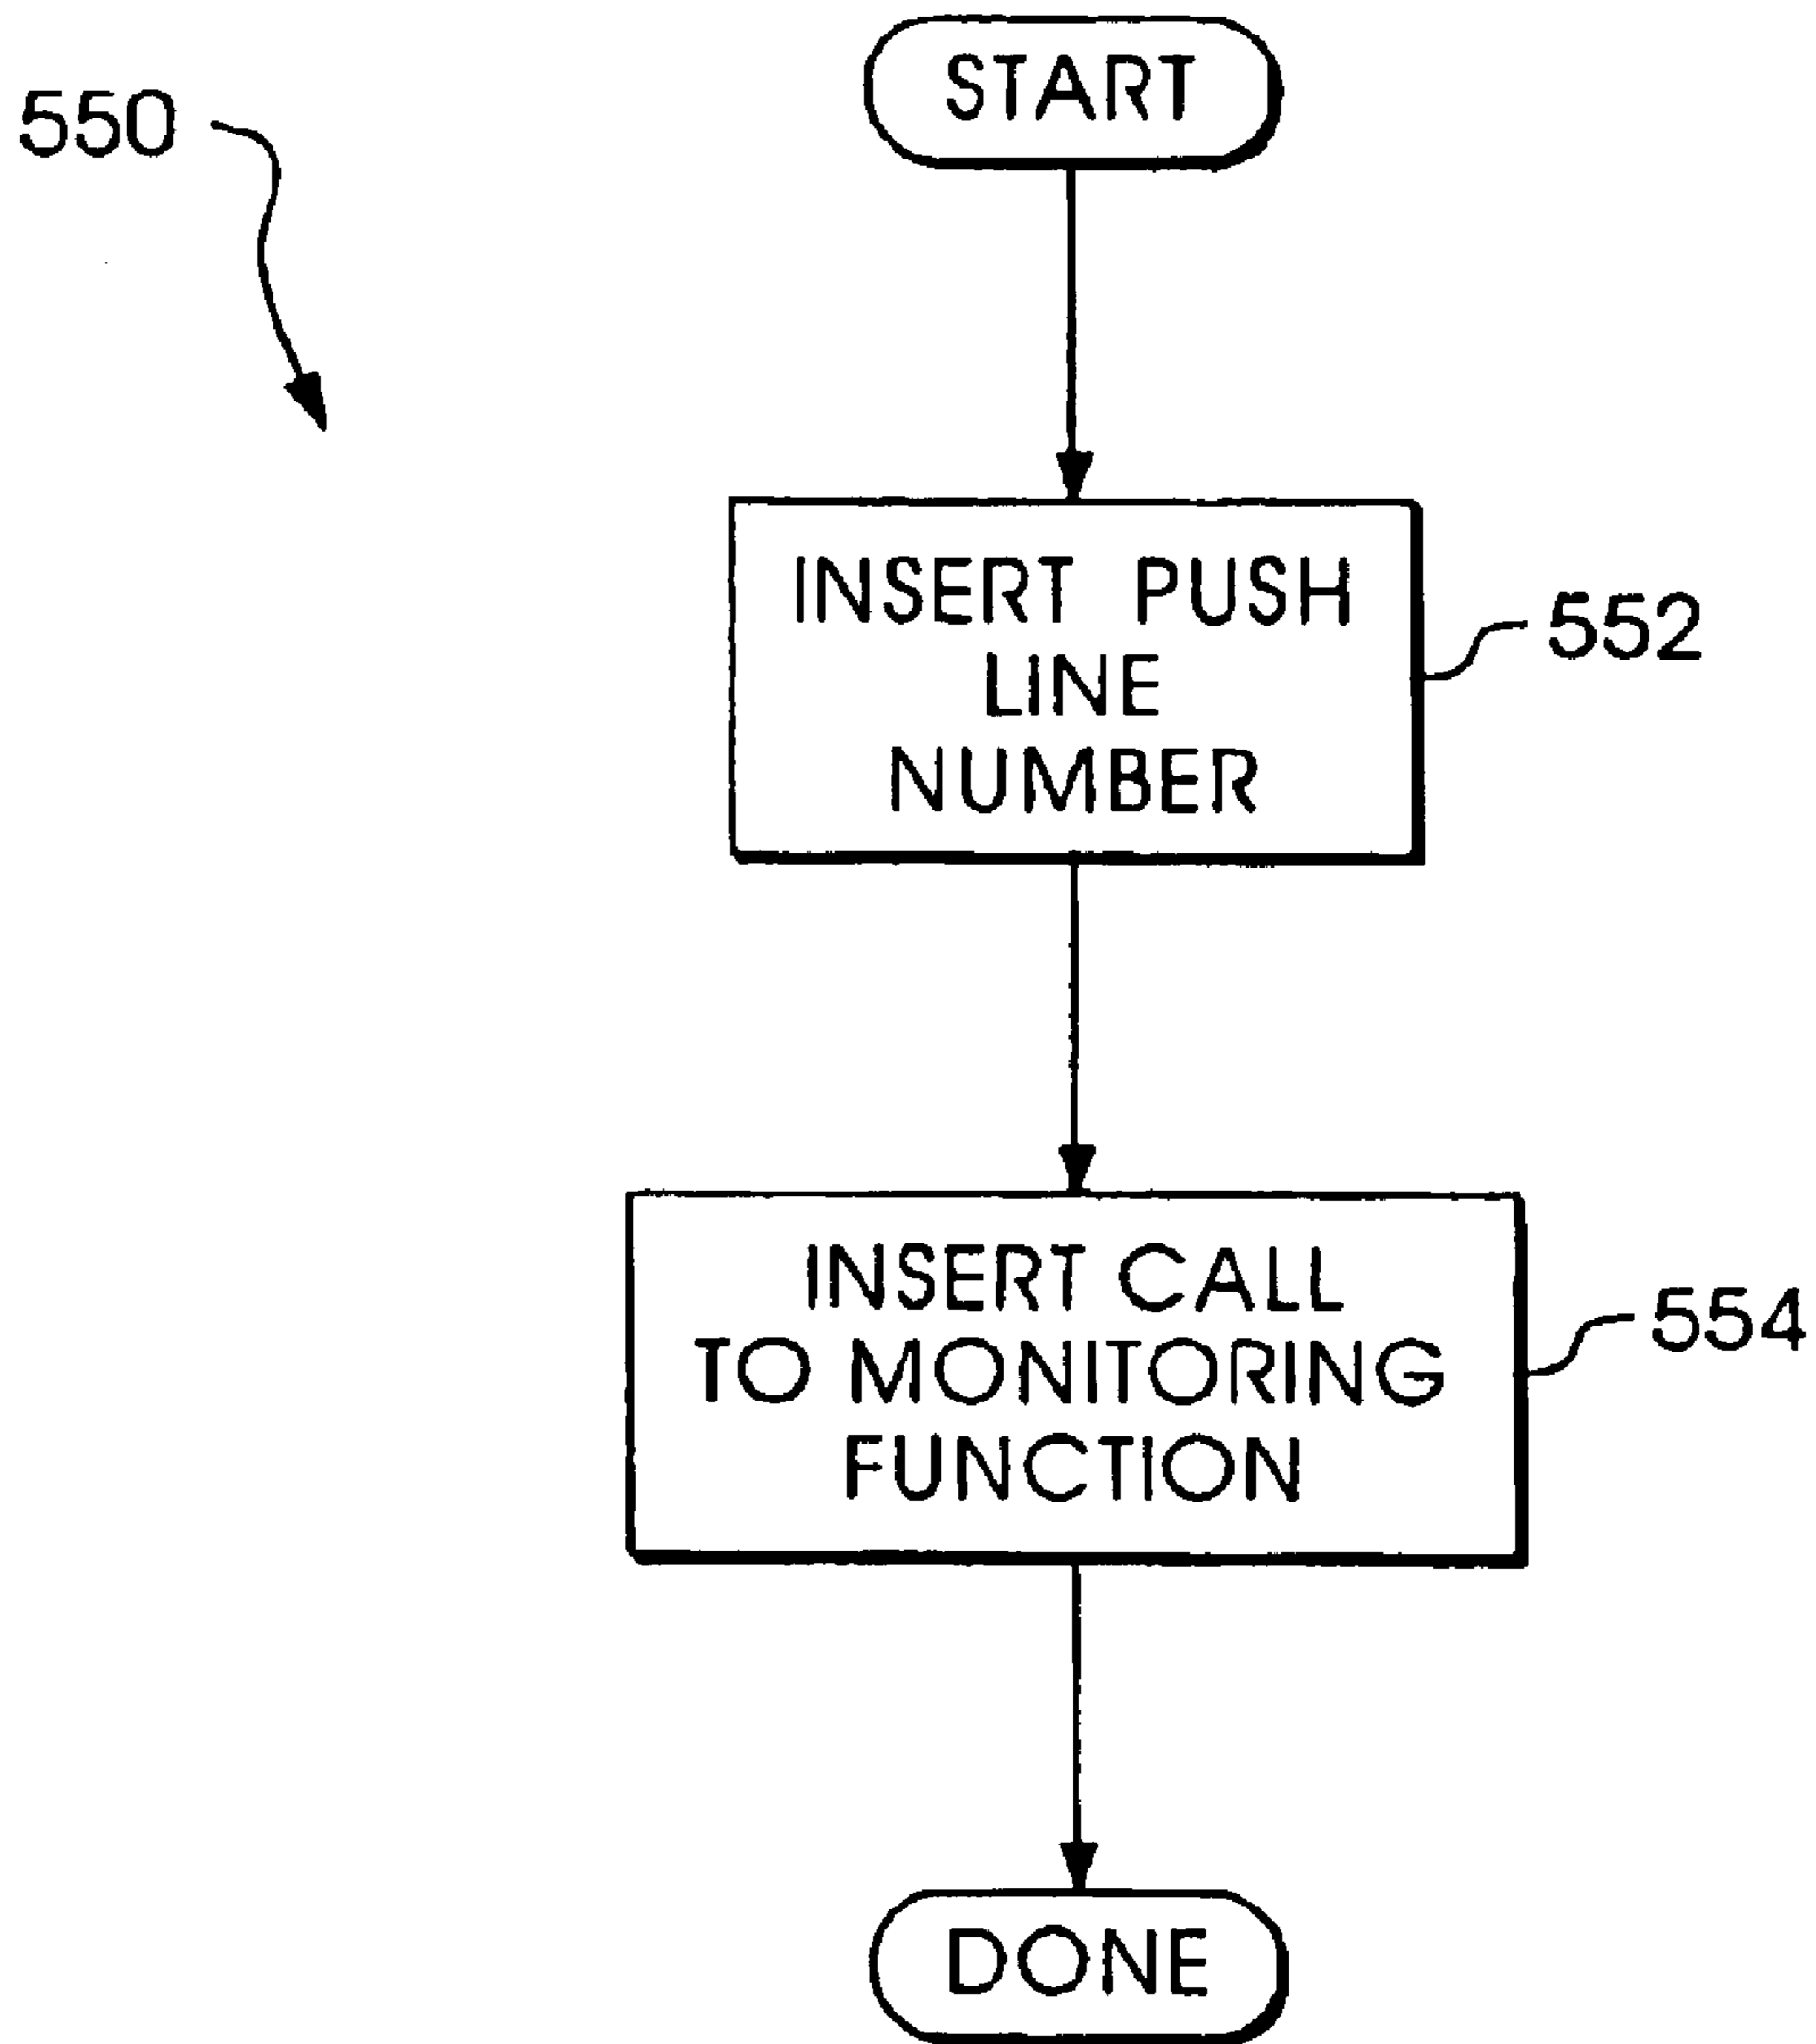 START
550
INSERT PUSH
LINE
NUMBER
552
INSERT CALL
TO MONITORING
FUNCTION
554
DONE